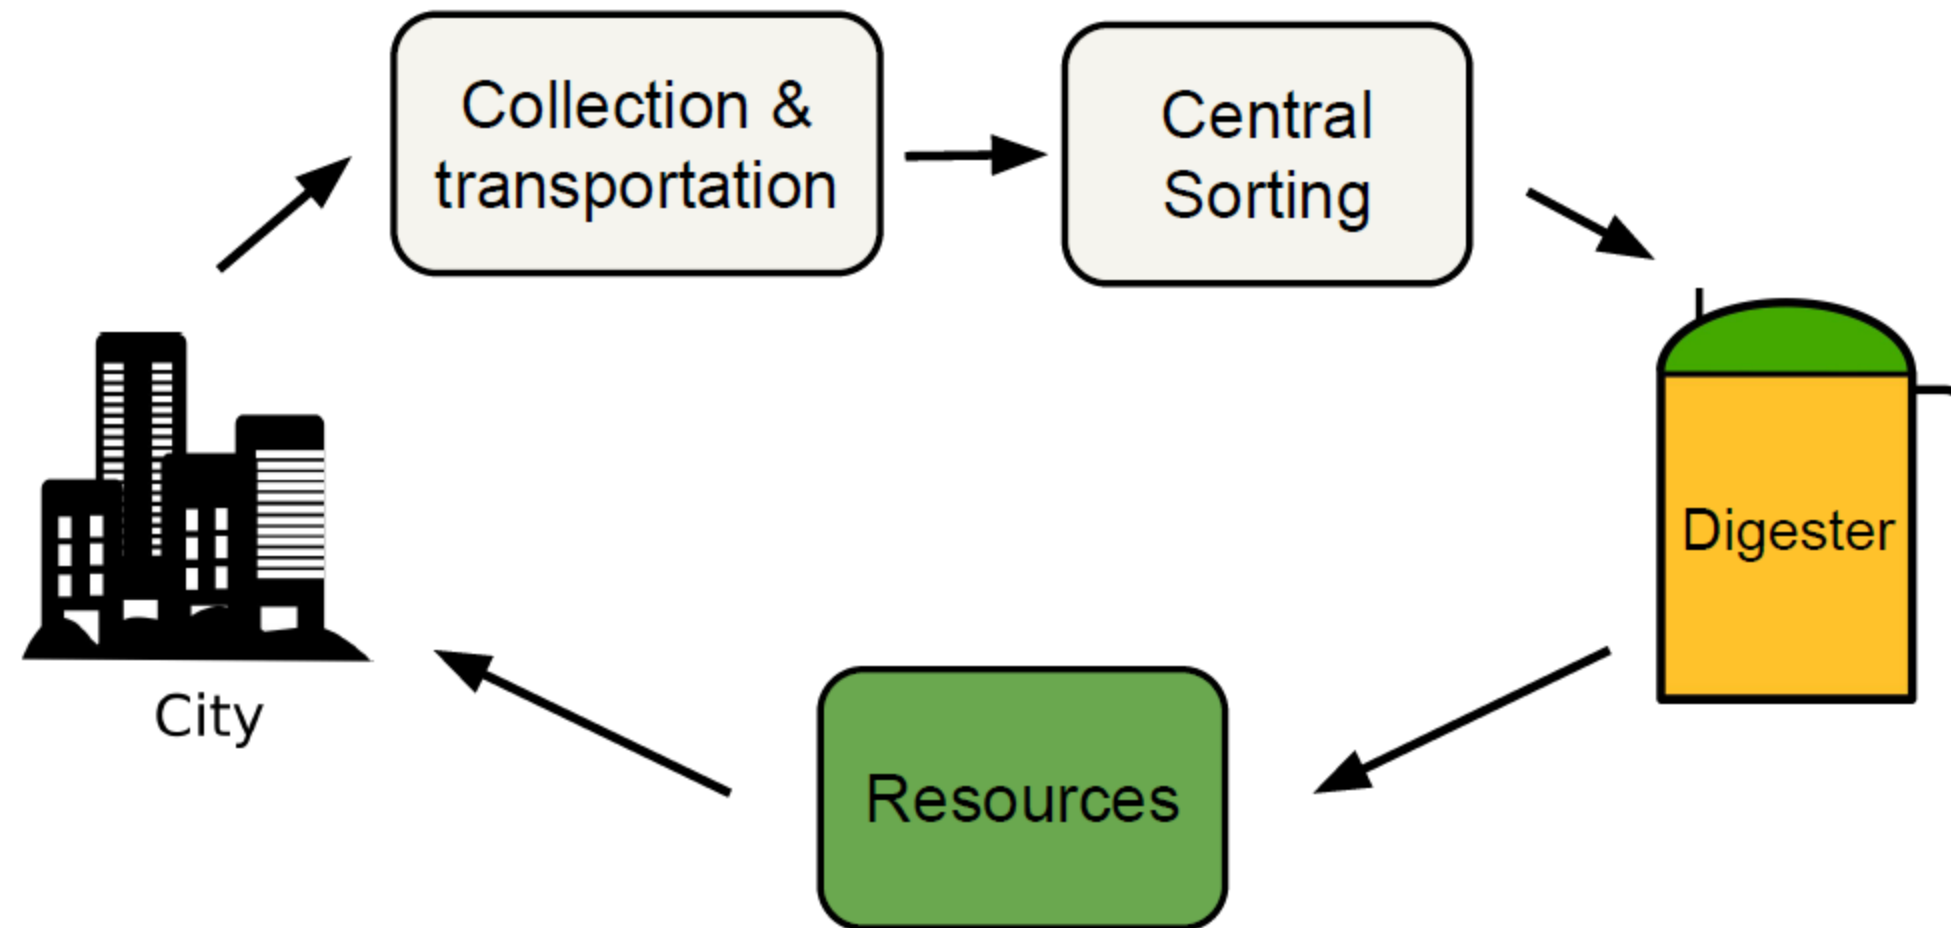 Collection &
transportation
Central
Sorting
Digester
City
Resources